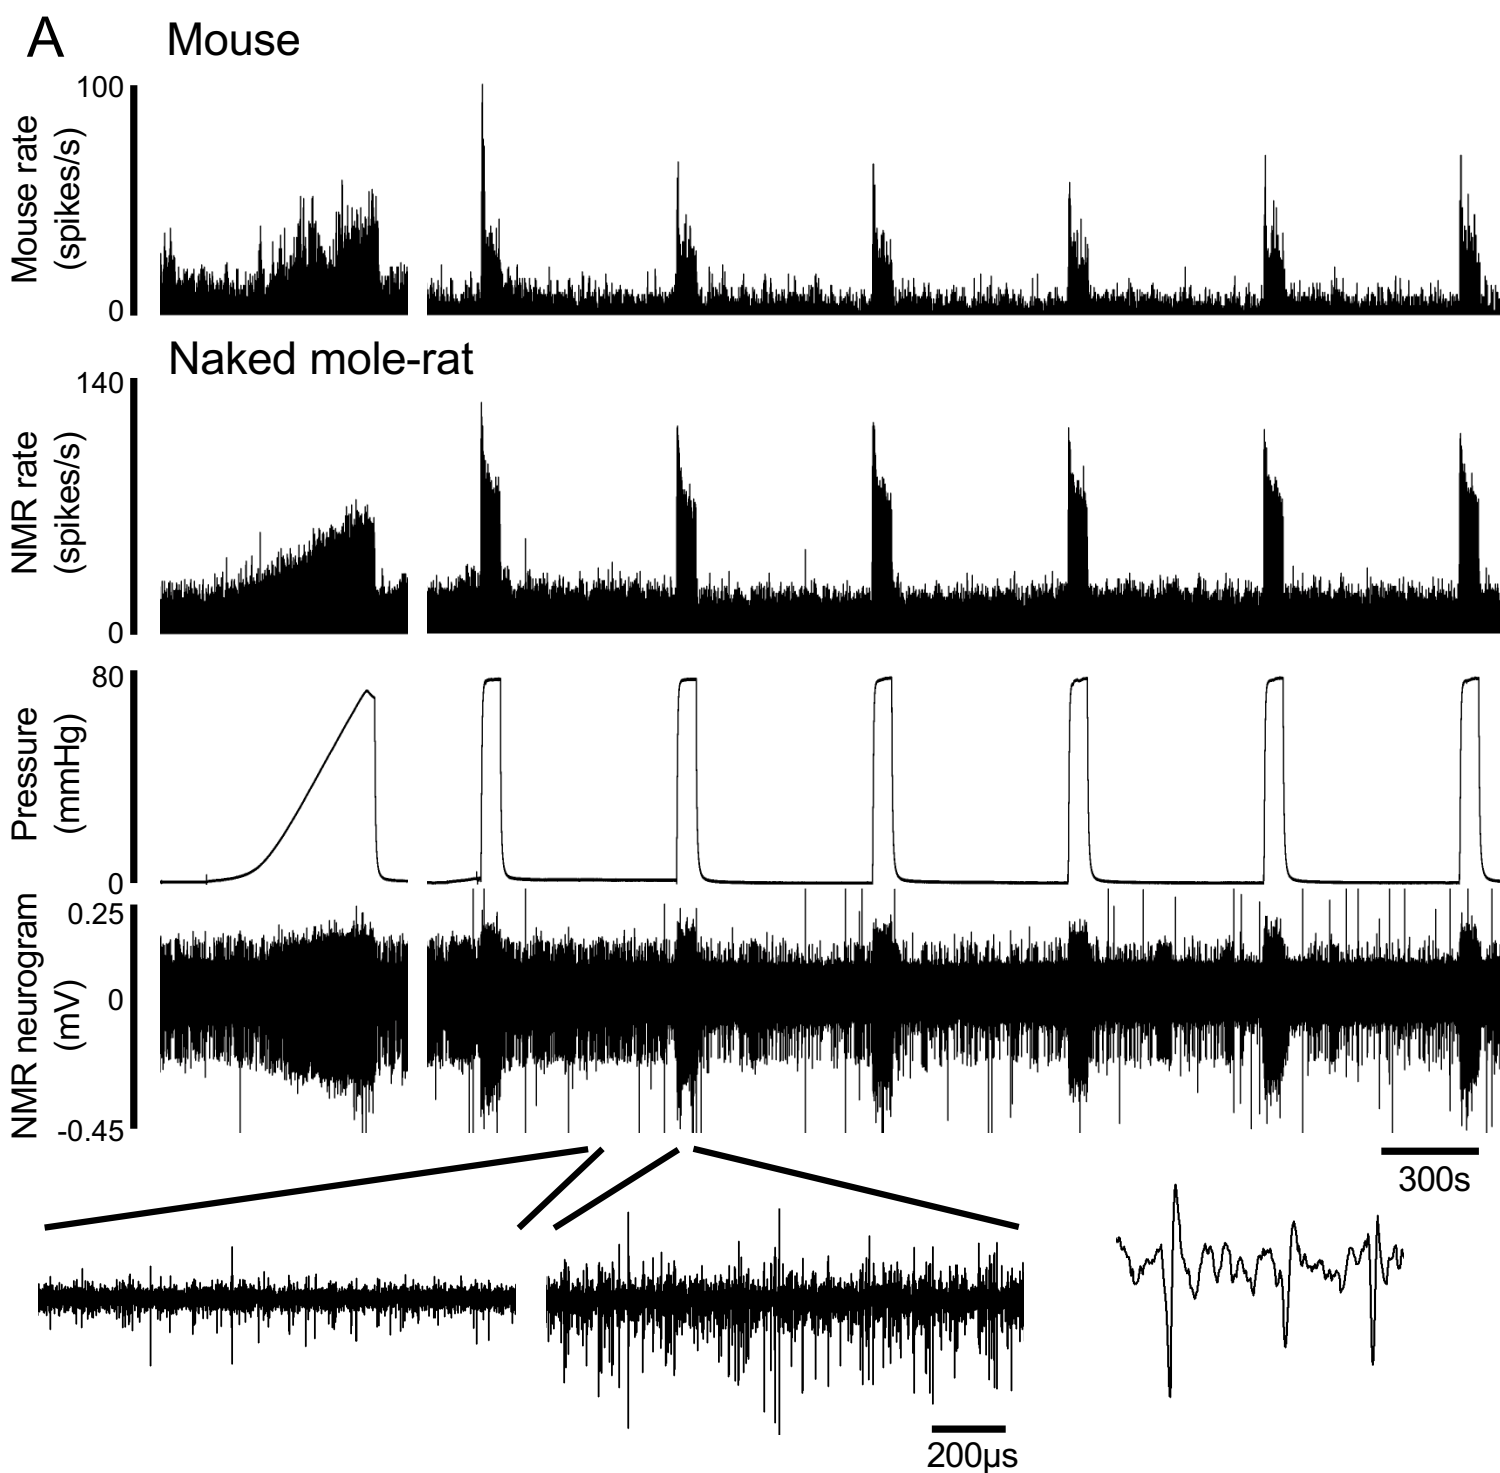 A
Mouse
Mouse rate
(spikes/s)
100
0
Naked mole-rat
NMR rate
(spikes/s)
140
0
Pressure
(mmHg)
80
0
NMR neurogram
(mV)
0.25
0
-0.45
300s
200µs